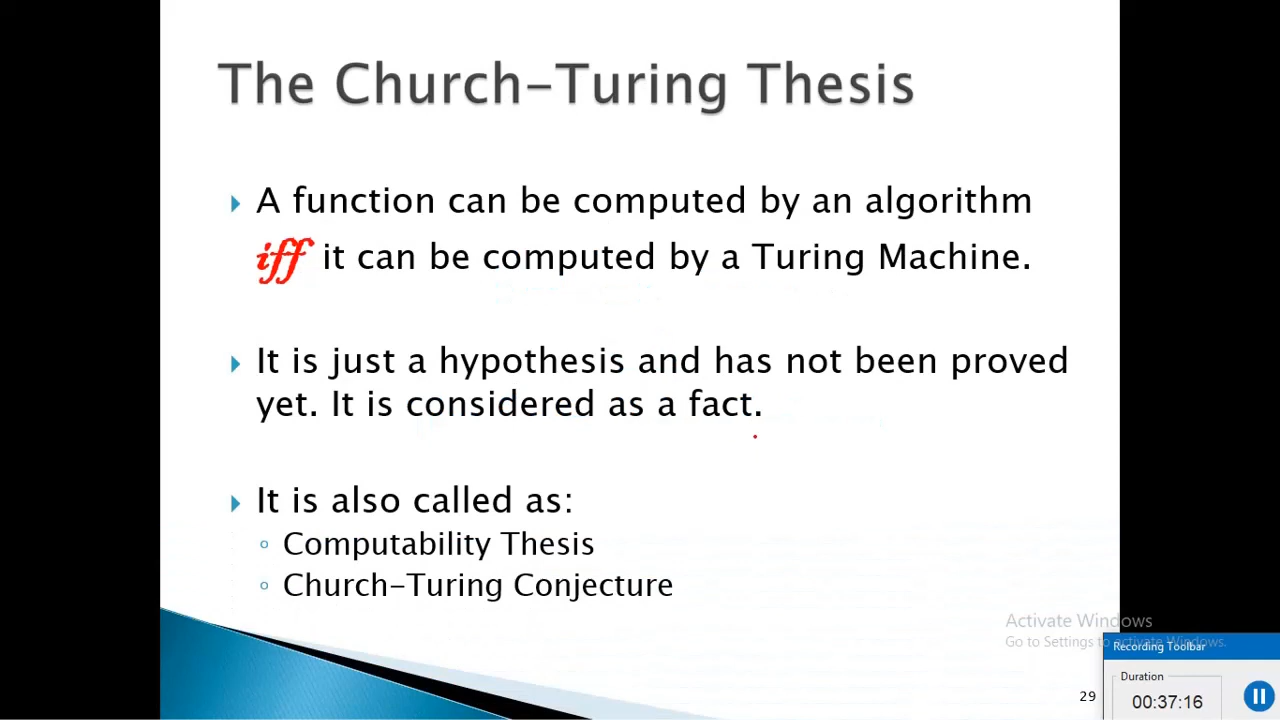 The Church-Turing Thesis
A function can be computed by an algorithm
iff it can be computed by a Turing Machine.
It is just a hypothesis and has not been proved
yet. It is considered as a fact.
It is also called as:
Computability Thesis
Church-Turing Conjecture
Activate Windows
Go to Settings to activate Windows.
Recording Toolbar
Duration
29
00:37:16